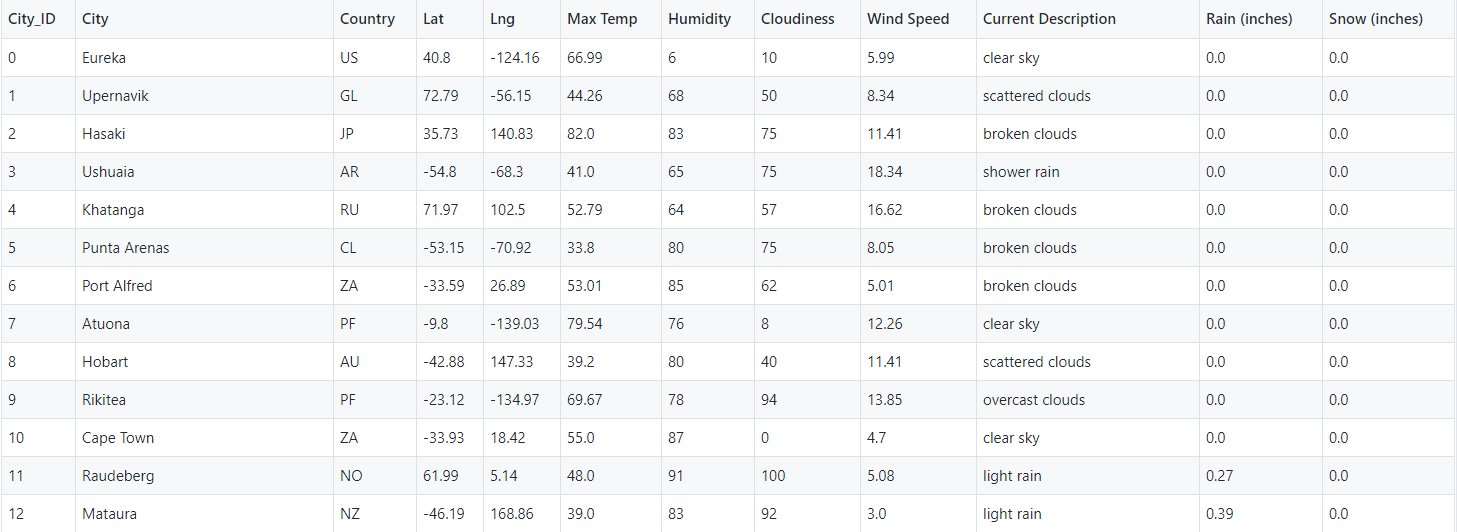 City_ID City Country Lat Lng Max Temp Humidity Cloudiness Wind Speed Current Description Rain (inches) Snow (inches)
0 Eureka US 40.8 -124.16 66.99 6 10 5.99 clear sky 0.0 0.0
1 Upernavik GL 72.79 -56.15 44.26 68 50 8.34 scattered clouds 0.0 0.0
2 Hasaki JP 35.73 140.83 82.0 83 75 11.41 broken clouds 0.0 0.0
3 Ushuaia AR -54.8 -68.3 41.0 65 75 18.34 shower rain 0.0 0.0
4 Khatanga RU 71.97 102.5 52.79 64 57 16.62 broken clouds 0.0 0.0
5 Punta Arenas CL -53.15 -70.92 33.8 80 75 8.05 broken clouds 0.0 0.0
6 Port Alfred ZA -33.59 26.89 53.01 85 62 5.01 broken clouds 0.0 0.0
7 Atuona PF -9.8 -139.03 79.54 76 8 12.26 clear sky 0.0 0.0
8 Hobart AU -42.88 147.33 39.2 80 40 11.41 scattered clouds 0.0 0.0
9 Rikitea PF -23.12 -134.97 69.67 78 94 13.85 overcast clouds 0.0 0.0
10 Cape Town ZA -33.93 18.42 55.0 87 0 4.7 clear sky 0.0 0.0
11 Raudeberg NO 61.99 5.14 48.0 91 100 5.08 light rain 0.27 0.0
12 Mataura NZ -46.19 168.86 39.0 83 92 3.0 light rain 0.39 0.0